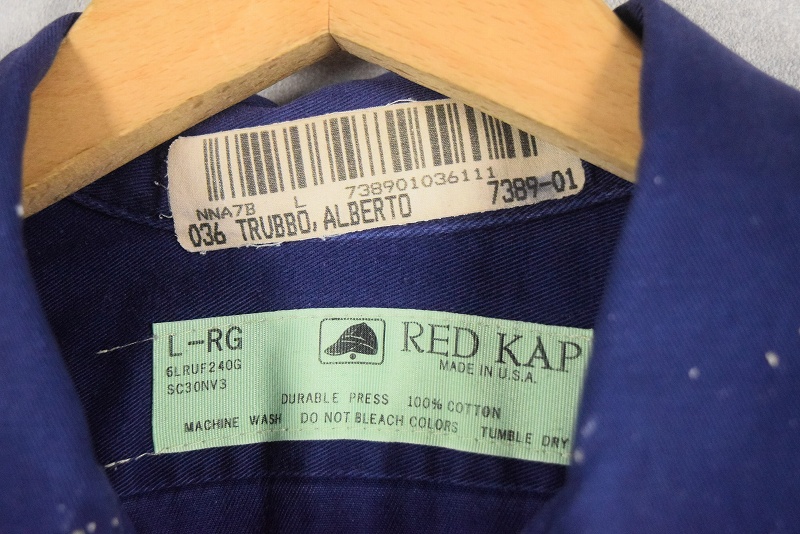 738901036111
NNA7B L 7389-01
036 TRUBBO, ALBERTO
L-RG
6LRUF240G
SC30NV3
RED KAP
MADE IN U.S.A.
DURABLE PRESS 100% COTTON
MACHINE WASH DO NOT BLEACH COLORS TUMBLE DRY